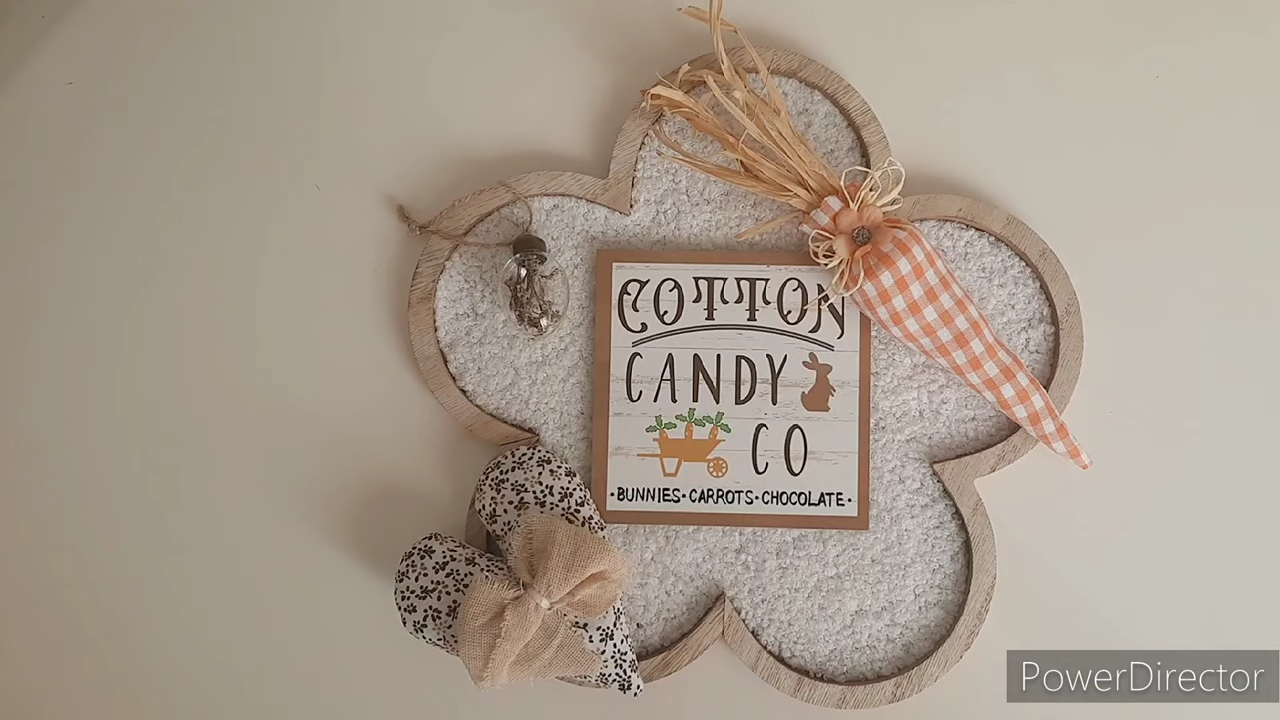 COTTON
CANDY
CO
•BUNNIES•CARROTS•CHOCOLATE•
PowerDirector